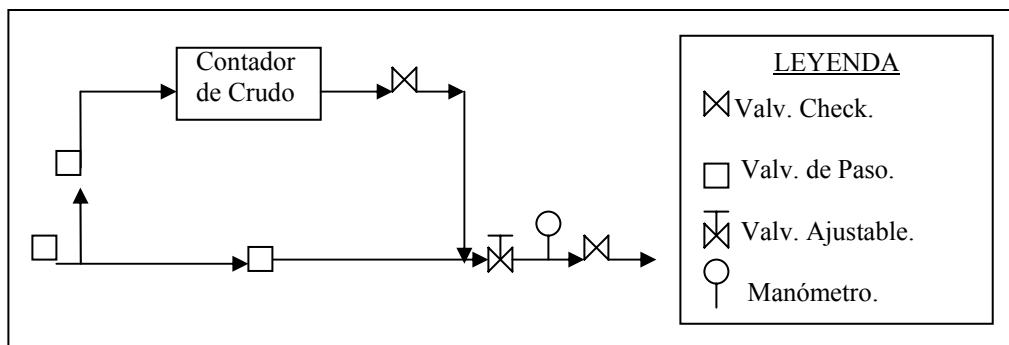 Contador
de Crudo
LEYENDA
Valv. Check.
Valv. de Paso.
Valv. Ajustable.
Manómetro.